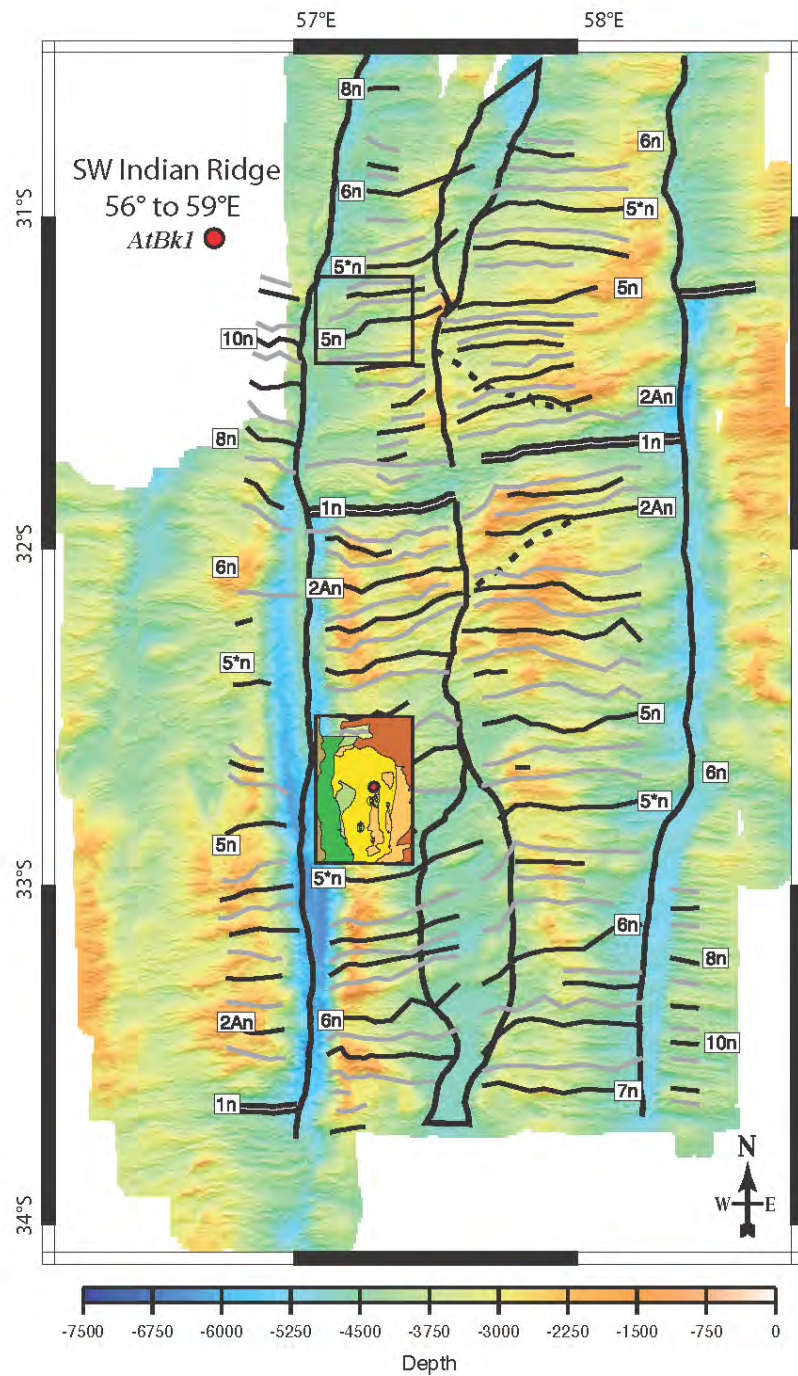 57°E
58°E
8n
6n
SW Indian Ridge
56° to 59°E
AtBk1
6n
31°S
5*n
5*n
5n
10n
5n
2An
8n
1n
1n
2An
32°S
6n
2An
5*n
5n
6n
5*n
5n
33°S
5*n
6n
8n
2An
6n
10n
7n
1n
N
W
E
34°S
-7500 -6750 -6000 -5250 -4500 -3750 -3000 -2250 -1500 -750 0
Depth